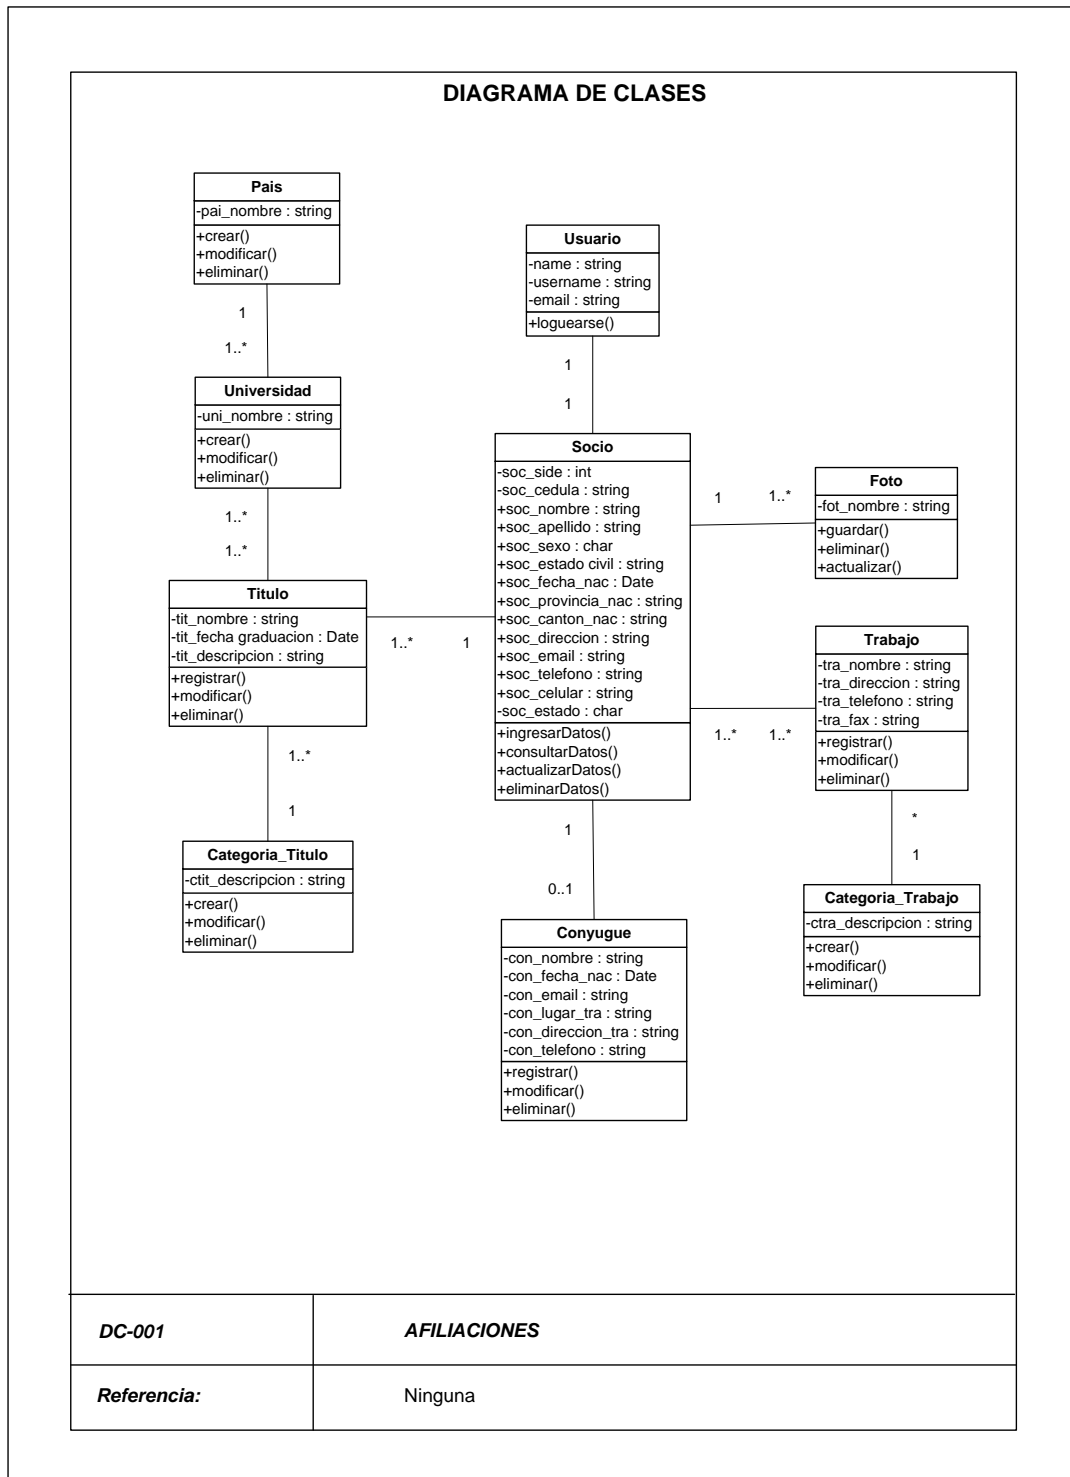 DIAGRAMA DE CLASES
Pais
-pai_nombre : string
+crear()
+modificar()
+eliminar()
1
1..*
Universidad
-uni_nombre : string
+crear()
+modificar()
+eliminar()
1..*
1..*
Titulo
-tit_nombre : string
-tit_fecha graduacion : Date
-tit_descripcion : string
+registrar()
+modificar()
+eliminar()
1..*
1
1..*
1
Categoria_Titulo
-ctit_descripcion : string
+crear()
+modificar()
+eliminar()
Usuario
-name : string
-username : string
-email : string
+loguearse()
1
1
Socio
-soc_side : int
-soc_cedula : string
+soc_nombre : string
+soc_apellido : string
+soc_sexo : char
+soc_estado civil : string
+soc_fecha_nac : Date
+soc_provincia_nac : string
+soc_canton_nac : string
+soc_direccion : string
+soc_email : string
+soc_telefono : string
+soc_celular : string
-soc_estado : char
+ingresarDatos()
+consultarDatos()
+actualizarDatos()
+eliminarDatos()
1
0..1
Conyugue
-con_nombre : string
-con_fecha_nac : Date
-con_email : string
-con_lugar_tra : string
-con_direccion_tra : string
-con_telefono : string
+registrar()
+modificar()
+eliminar()
1
1..*
Foto
-fot_nombre : string
+guardar()
+eliminar()
+actualizar()
1..*
1..*
Trabajo
-tra_nombre : string
-tra_direccion : string
-tra_telefono : string
-tra_fax : string
+registrar()
+modificar()
+eliminar()
*
1
Categoria_Trabajo
-ctra_descripcion : string
+crear()
+modificar()
+eliminar()
DC-001
AFILIACIONES
Referencia:
Ninguna